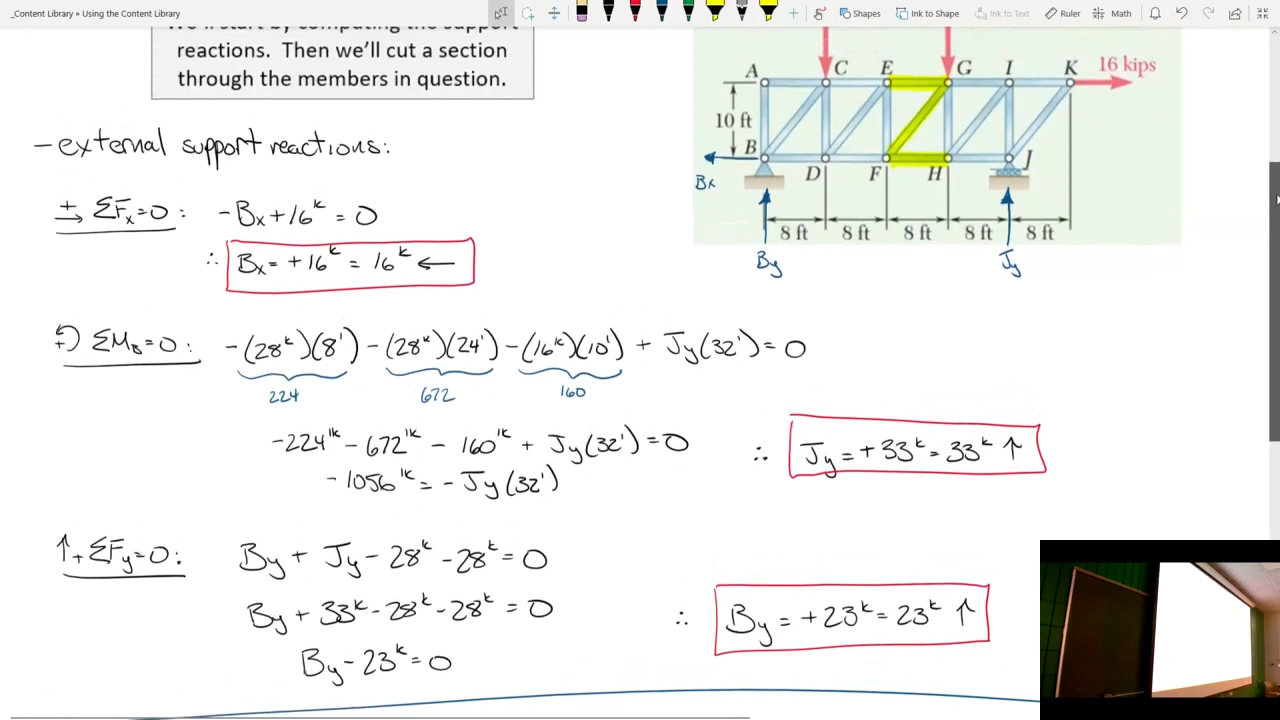 _Content Library » Using the Content Library
Shapes
Ink to Shape
Ink to Text
Ruler
Math
reactions. Then we'll cut a section
through the members in question.
A
C
E
G
I
K
16 kips
10 ft
B
D
F
H
J
Bx
8 ft 8 ft 8 ft 8 ft 8 ft
By
Jy
- external support reactions:
→+ ΣFx=0: -Bx+16ᵏ = 0
∴ Bx = +16ᵏ = 16ᵏ ←
↺+ ΣM_B=0: -(28ᵏ)(8') - (28ᵏ)(24') - (16ᵏ)(10') + Jy(32') = 0
224 672 160
-224'ᵏ - 672'ᵏ - 160'ᵏ + Jy(32') = 0
-1056'ᵏ = - Jy(32')
∴ Jy = +33ᵏ = 33ᵏ ↑
↑+ ΣFy=0: By + Jy - 28ᵏ - 28ᵏ = 0
By + 33ᵏ - 28ᵏ - 28ᵏ = 0
By - 23ᵏ = 0
∴ By = +23ᵏ = 23ᵏ ↑